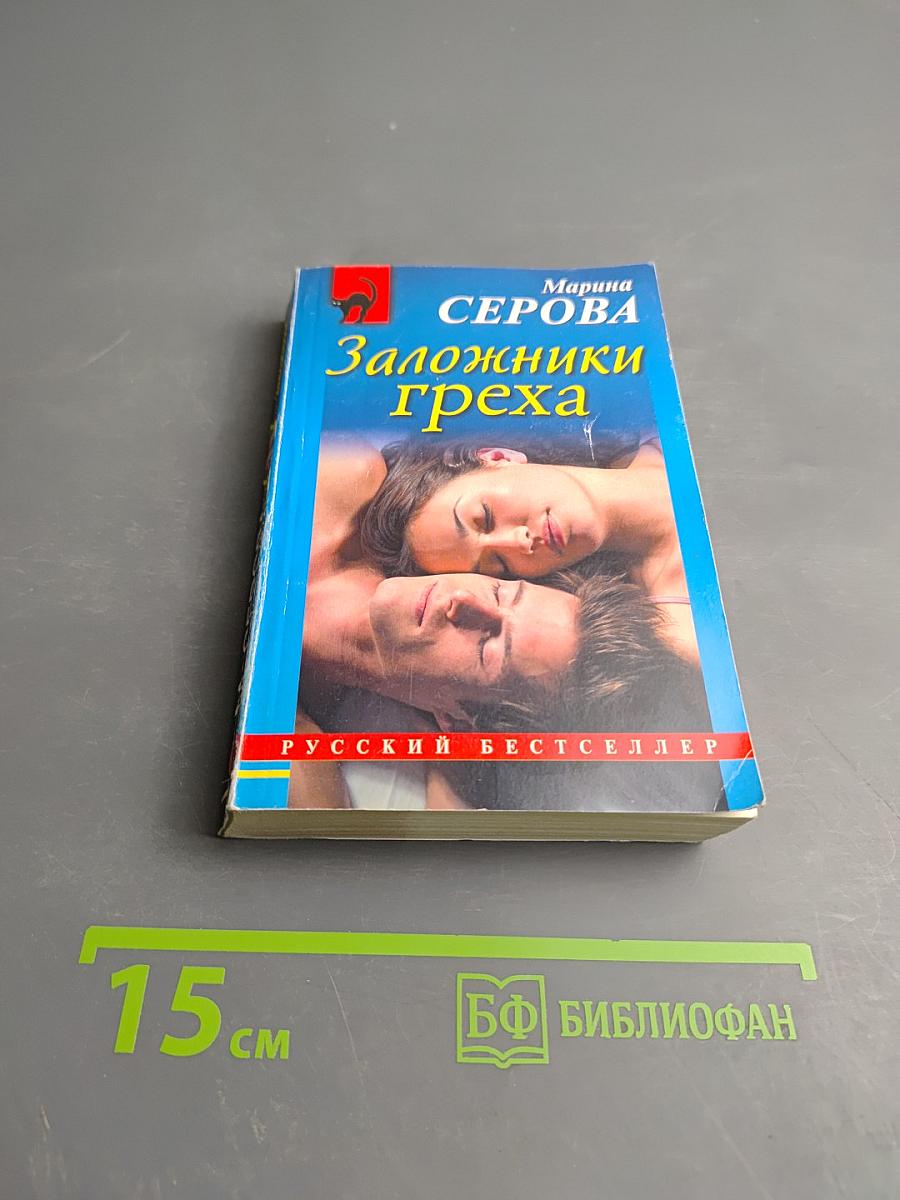 Марина
СЕРОВА
Заложники
греха
РУССКИЙ БЕСТСЕЛЛЕР
15 см
БФ БИБЛИОФАН